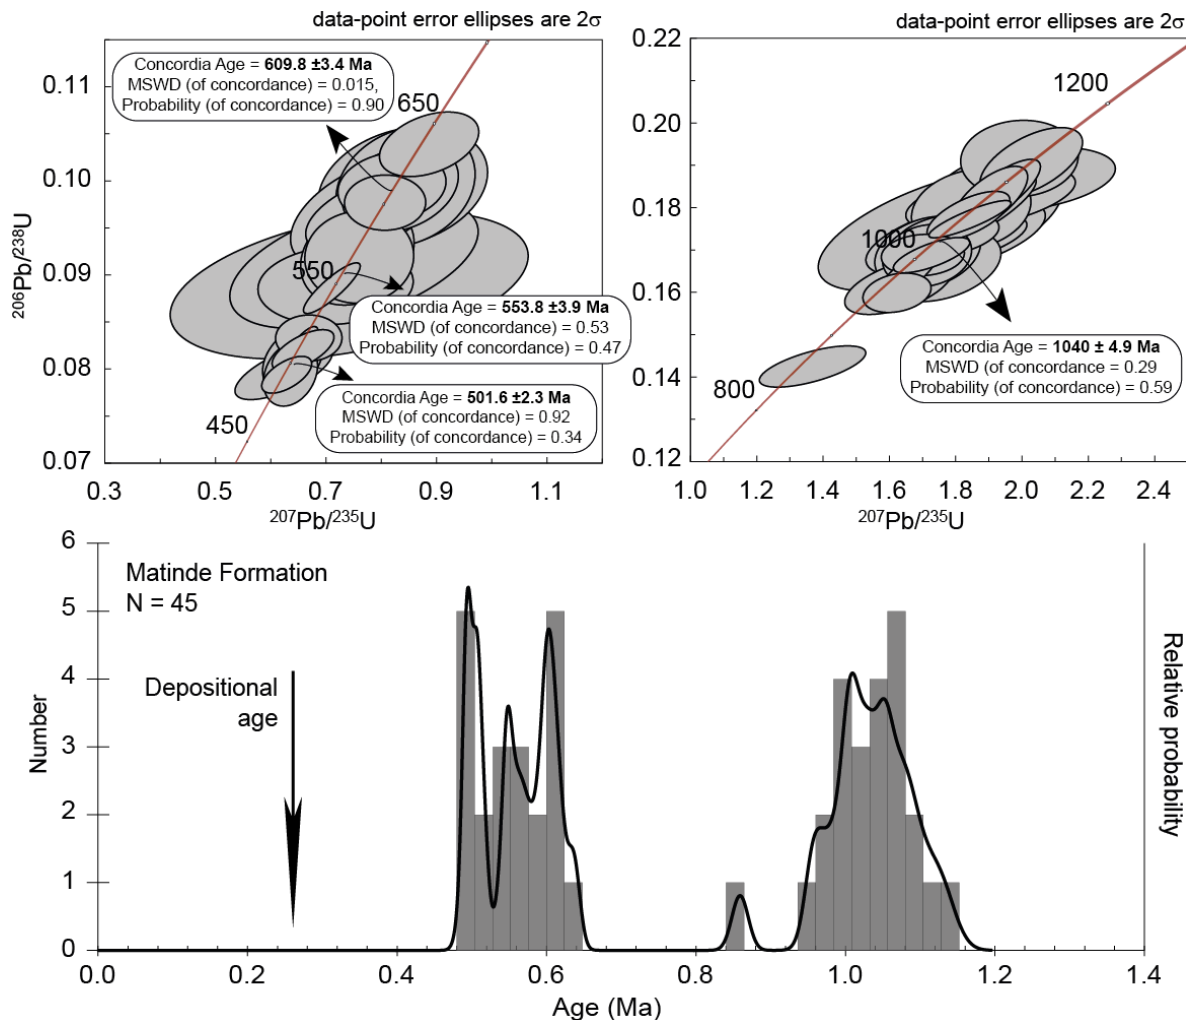 data-point error ellipses are 2σ
0.11
0.10
0.09
0.08
0.07
²⁰⁶Pb/²³⁸U
Concordia Age = 609.8 ±3.4 Ma
MSWD (of concordance) = 0.015,
Probability (of concordance) = 0.90
650
550
450
Concordia Age = 553.8 ±3.9 Ma
MSWD (of concordance) = 0.53
Probability (of concordance) = 0.47
Concordia Age = 501.6 ±2.3 Ma
MSWD (of concordance) = 0.92
Probability (of concordance) = 0.34
0.3 0.5 0.7 0.9 1.1
²⁰⁷Pb/²³⁵U
data-point error ellipses are 2σ
0.22
0.20
0.18
0.16
0.14
0.12
1200
1000
800
Concordia Age = 1040 ± 4.9 Ma
MSWD (of concordance = 0.29
Probability (of concordance) = 0.59
1.0 1.2 1.4 1.6 1.8 2.0 2.2 2.4
²⁰⁷Pb/²³⁵U
6
5
4
3
2
1
0
Number
Matinde Formation
N = 45
Depositional
age
Relative probability
0.0 0.2 0.4 0.6 0.8 1.0 1.2 1.4
Age (Ma)